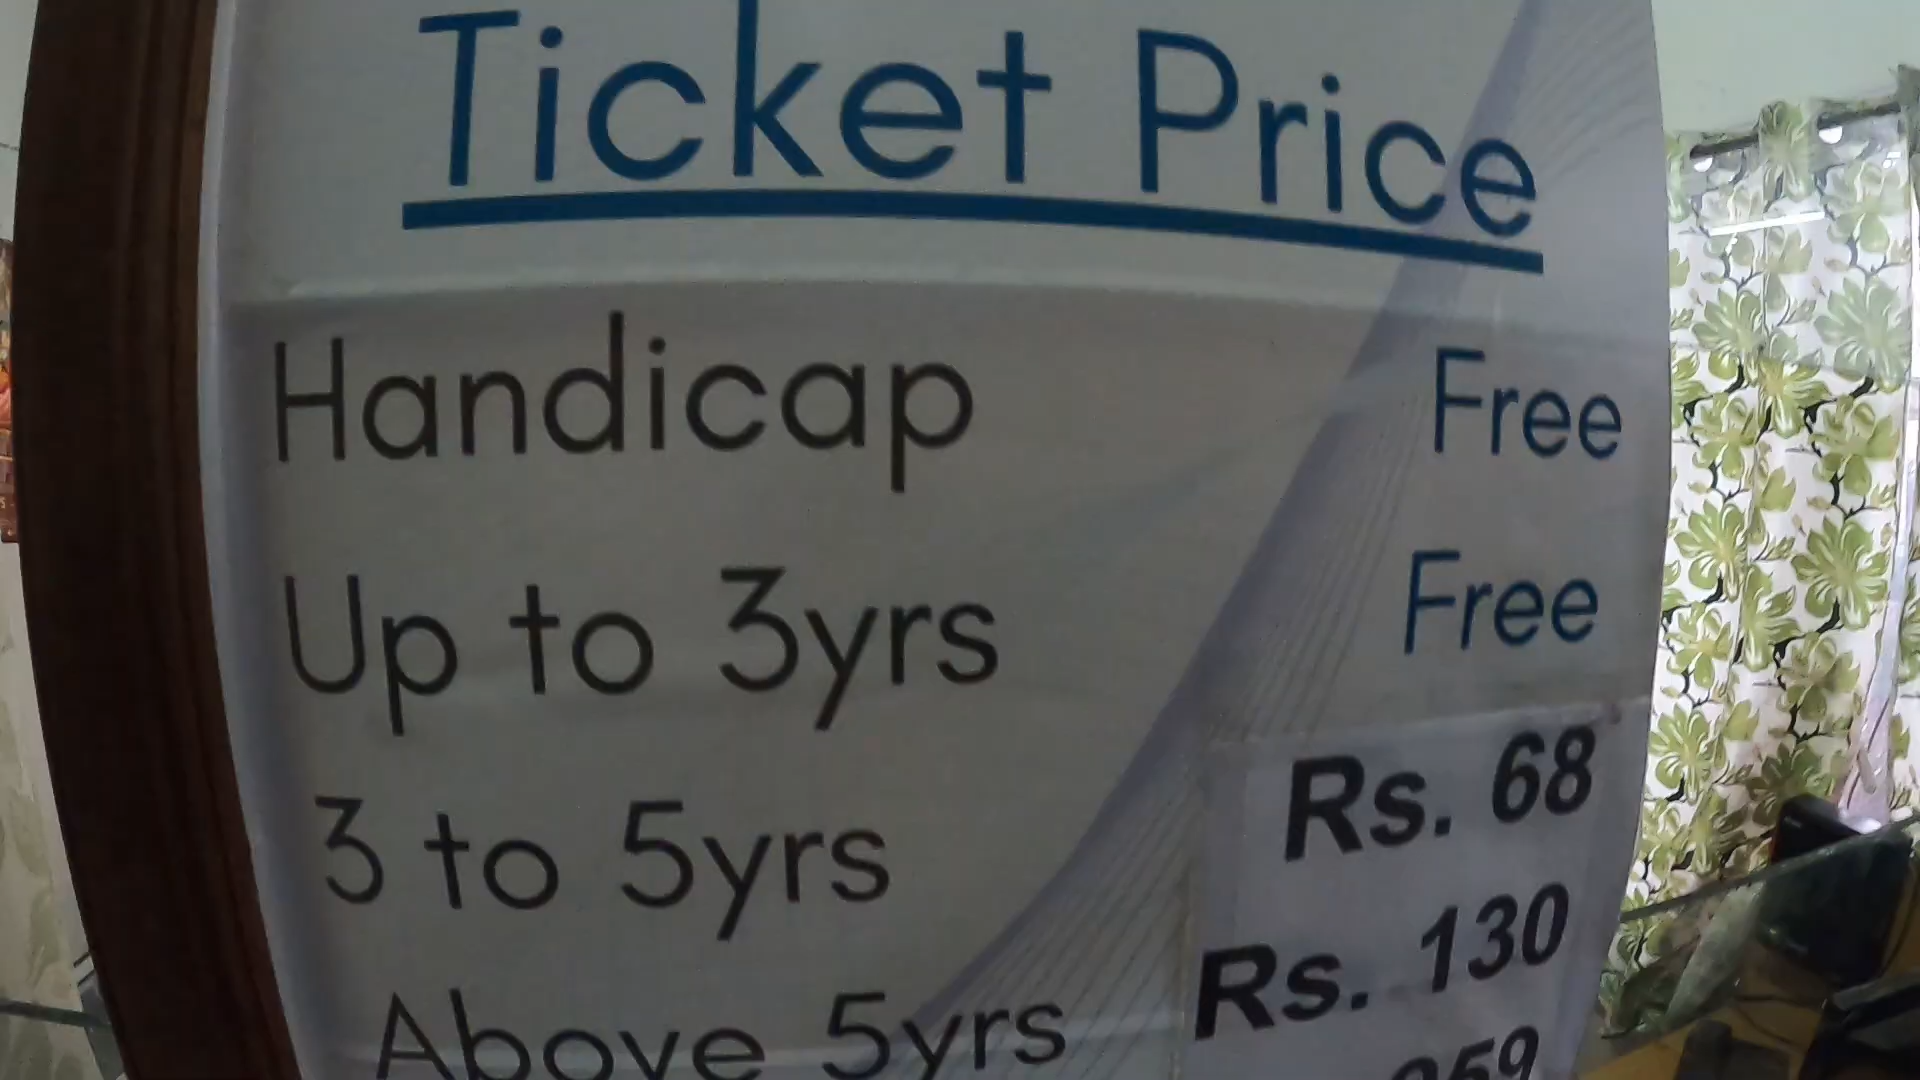 Ticket Price
Handicap Free
Up to 3yrs Free
3 to 5yrs Rs. 68
Above 5yrs Rs. 130